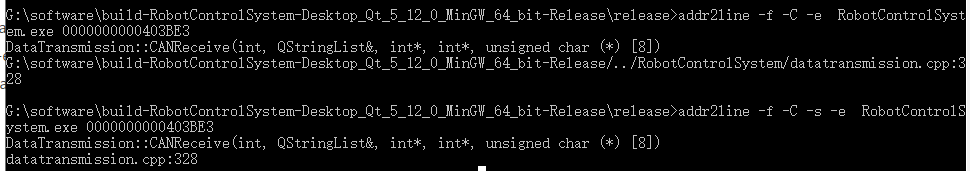 G:\software\build-RobotControlSystem-Desktop_Qt_5_12_0_MinGW_64_bit-Release\release>addr2line -f -C -e  RobotControlSyst
em.exe 0000000000403BE3
DataTransmission::CANReceive(int, QStringList&, int*, int*, unsigned char (*) [8])
G:\software\build-RobotControlSystem-Desktop_Qt_5_12_0_MinGW_64_bit-Release/../RobotControlSystem/datatransmission.cpp:3
28
G:\software\build-RobotControlSystem-Desktop_Qt_5_12_0_MinGW_64_bit-Release\release>addr2line -f -C -s -e  RobotControlS
ystem.exe 0000000000403BE3
DataTransmission::CANReceive(int, QStringList&, int*, int*, unsigned char (*) [8])
datatransmission.cpp:328